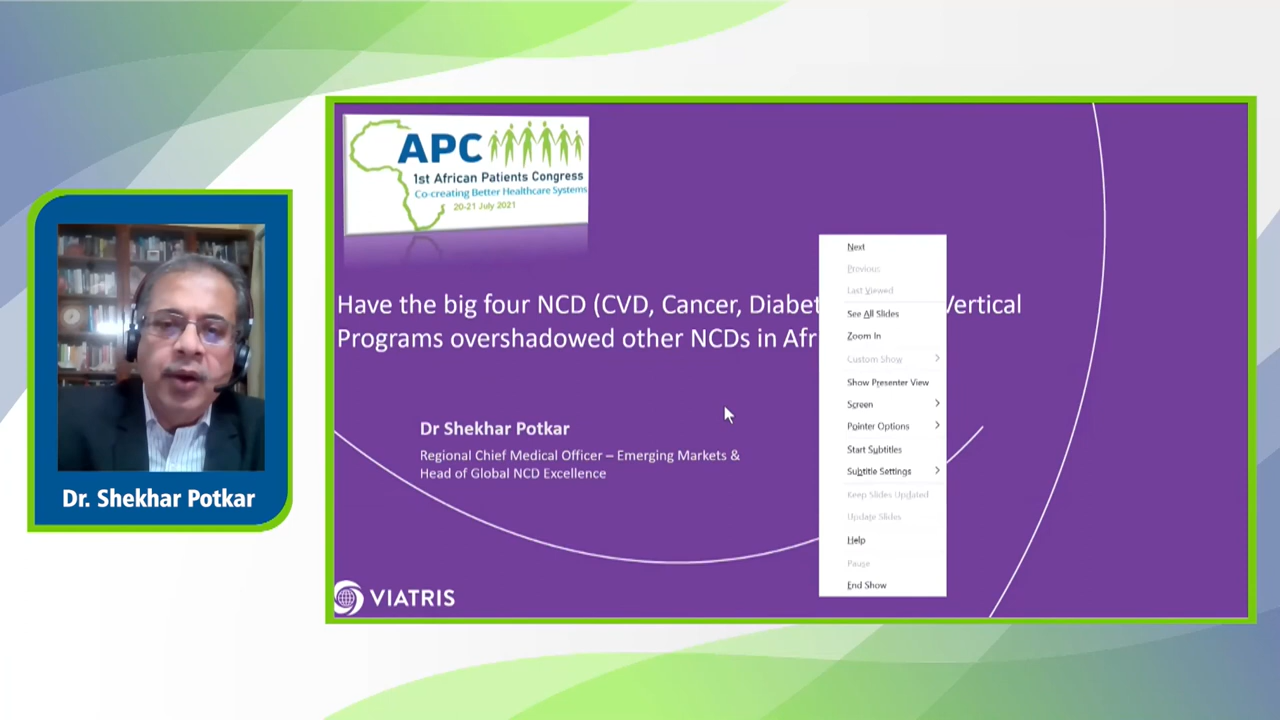 APC
1st African Patients Congress
Co-creating Better Healthcare Systems
20-21 July 2021
Have the big four NCD (CVD, Cancer, Diabet Vertical
Programs overshadowed other NCDs in Afr
Dr Shekhar Potkar
Regional Chief Medical Officer – Emerging Markets &
Head of Global NCD Excellence
VIATRIS
Next
Previous
Last Viewed
See All Slides
Zoom In
Custom Show
Show Presenter View
Screen
Pointer Options
Start Subtitles
Subtitle Settings
Keep Slides Updated
Update Slides
Help
Pause
End Show
Dr. Shekhar Potkar